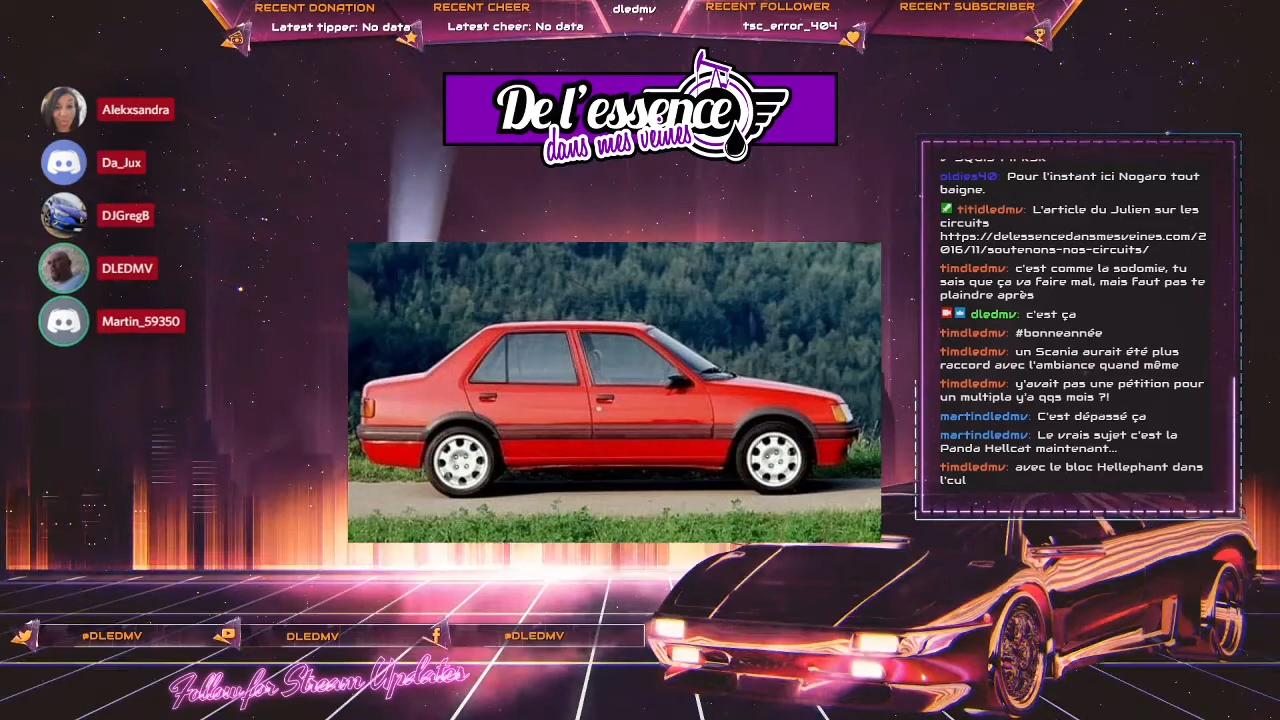 RECENT DONATION
Latest tipper: No data
RECENT CHEER
Latest cheer: No data
dledmv
RECENT FOLLOWER
tsc_error_404
RECENT SUBSCRIBER
De l'essence
dans mes veines
Alekxsandra
Da_Jux
DJGregB
DLEDMV
Martin_59350
oldies40: Pour l'instant ici Nogaro tout
baigne.
titidledmv: L'article du Julien sur les
circuits
https://delessencedansmesveines.com/2
016/11/soutenons-nos-circuits/
timdledmv: c'est comme la sodomie, tu
sais que ça va faire mal, mais faut pas te
plaindre après
dledmv: c'est ça
timdledmv: #bonneannée
timdledmv: un Scania aurait été plus
raccord avec l'ambiance quand même
timdledmv: y'avait pas une pétition pour
un multipla y'a qqs mois ?!
martindledmv: C'est dépassé ça
martindledmv: Le vrais sujet c'est la
Panda Hellcat maintenant...
timdledmv: avec le bloc Hellephant dans
l'cul
@DLEDMV
DLEDMV
@DLEDMV
Follow for Stream Updates